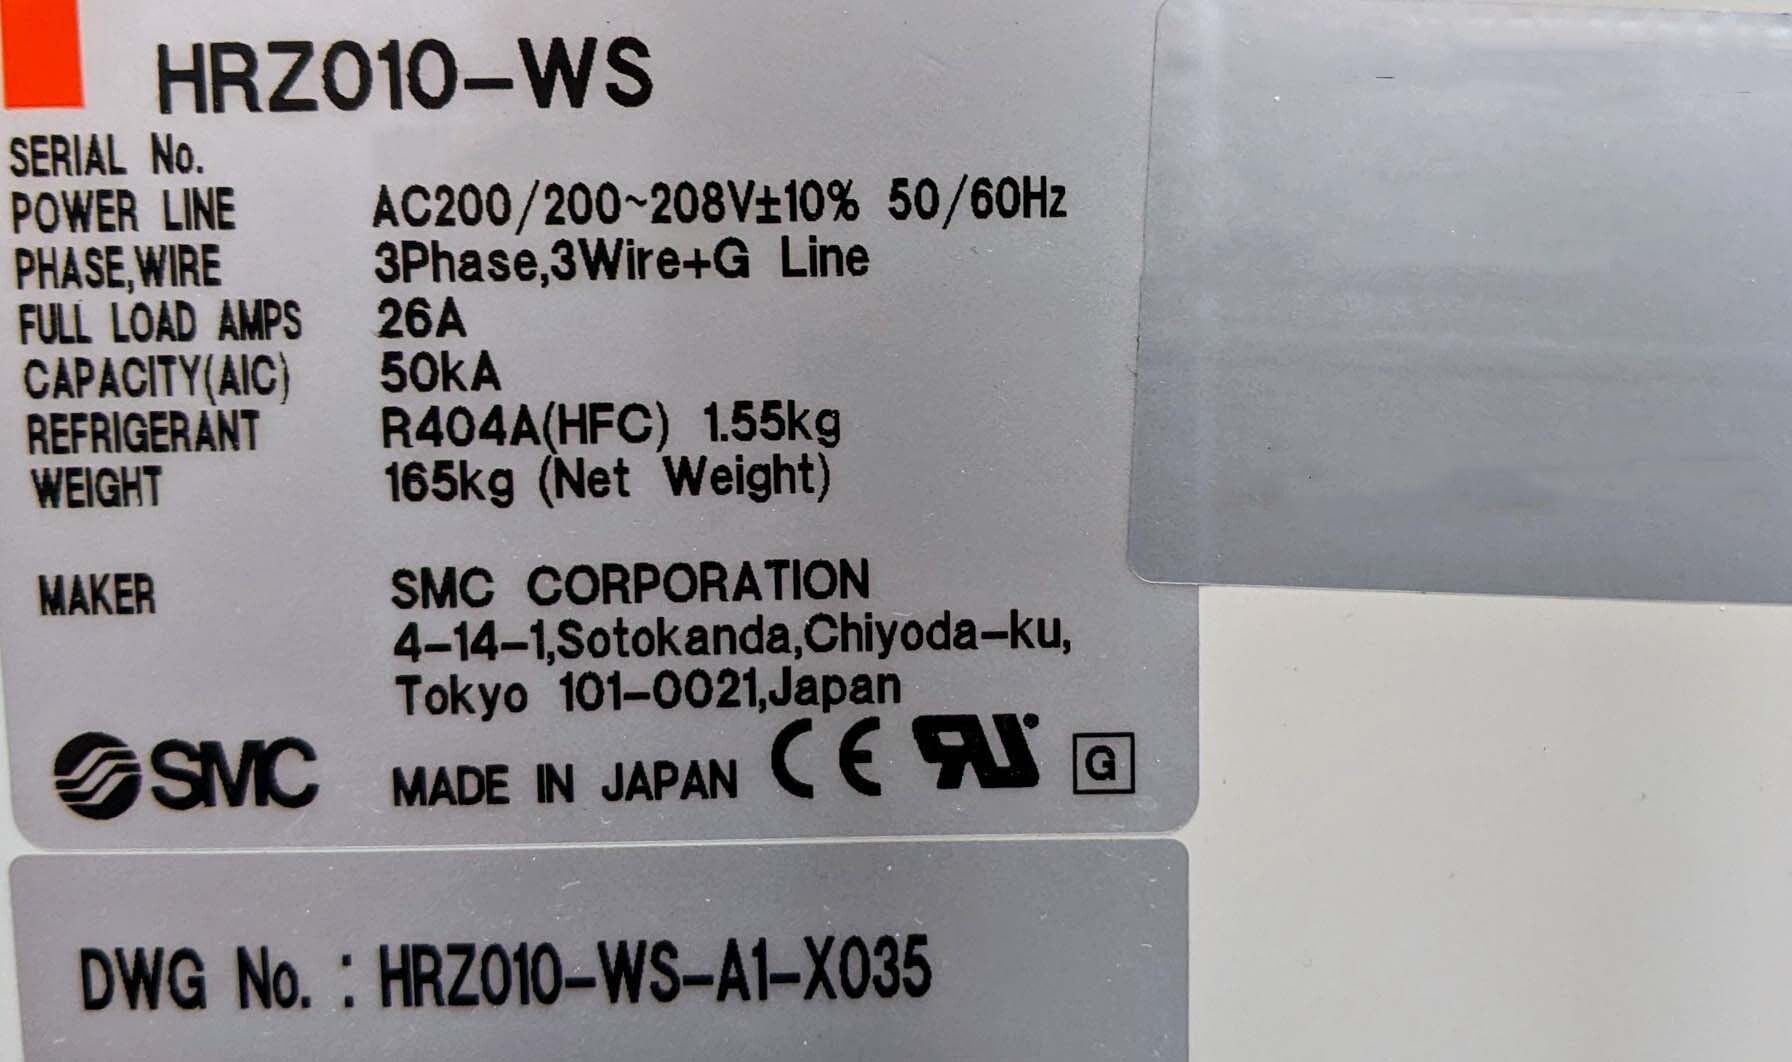 HRZ010-WS
SERIAL No.
POWER LINE AC200/200~208V±10% 50/60Hz
PHASE,WIRE 3Phase,3Wire+G Line
FULL LOAD AMPS 26A
CAPACITY(AIC) 50kA
REFRIGERANT R404A(HFC) 1.55kg
WEIGHT 165kg (Net Weight)
MAKER SMC CORPORATION
4-14-1,Sotokanda,Chiyoda-ku,
Tokyo 101-0021,Japan
SMC MADE IN JAPAN CE RU G
DWG No. : HRZ010-WS-A1-X035